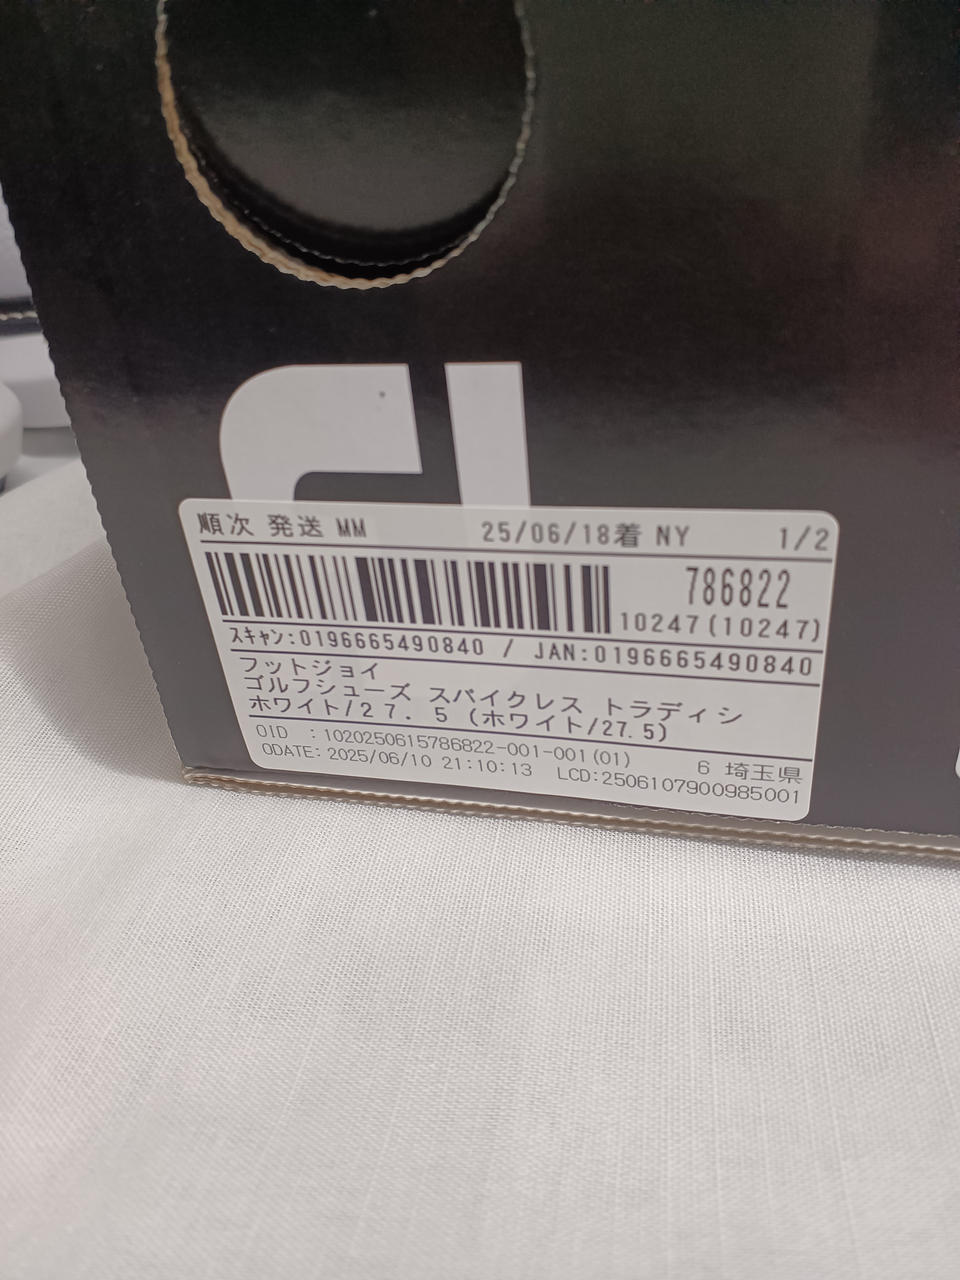 順次 発送 MM 25/06/18着 NY 1/2
786822
10247(10247)
スキャン:0196665490840 / JAN:0196665490840
フットジョイ
ゴルフシューズ スパイクレス トラディシ
ホワイト/27.5 (ホワイト/27.5)
OID :1020250615786822-001-001(01) 6 埼玉県
ODATE: 2025/06/10 21:10:13 LCD:2506107900985001